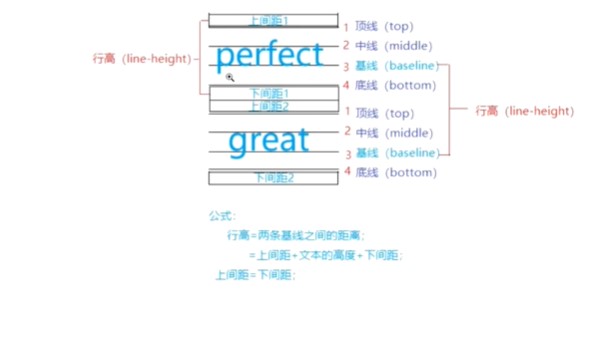 上间距1
1 顶线（top）
2 中线（middle）
perfect
行高（line-height）
3 基线（baseline）
4 底线（bottom）
下间距1
上间距2
1 顶线（top）
行高（line-height）
2 中线（middle）
great
3 基线（baseline）
4 底线（bottom）
下间距2
公式：
行高=两条基线之间的距离；
=上间距+文本的高度+下间距；
上间距=下间距；